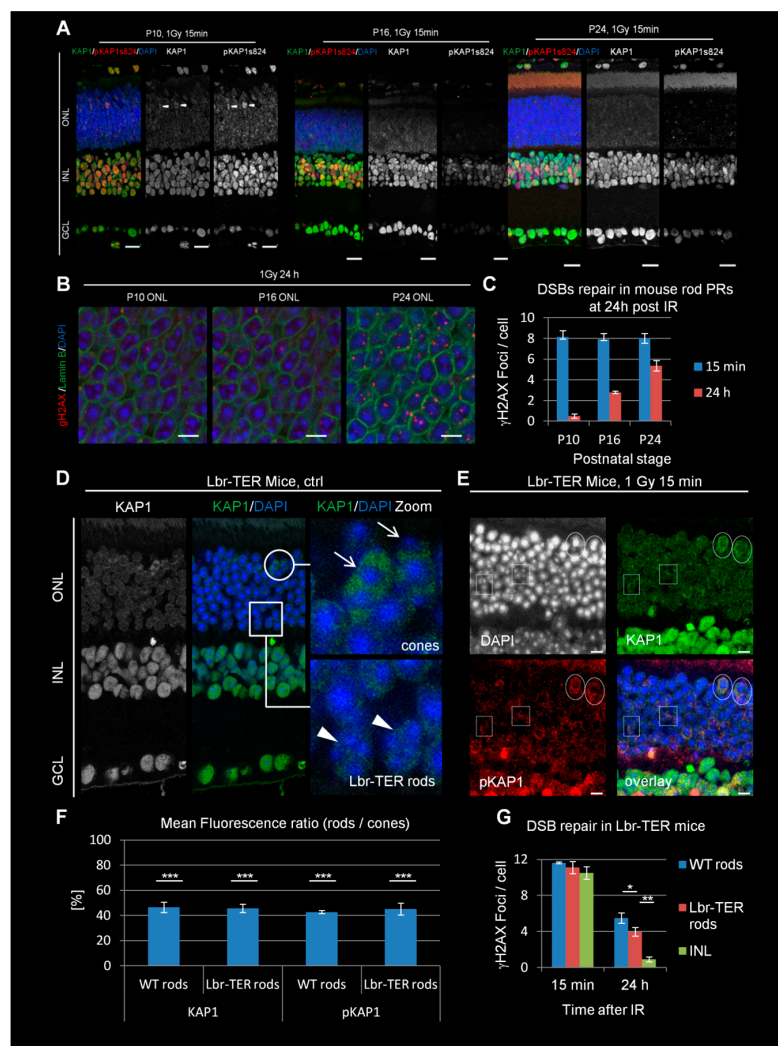 A
P10, 1Gy 15min
KAP1/pKAP1s824/DAPI KAP1 pKAP1s824
P16, 1Gy 15min
KAP1/pKAP1s824/DAPI KAP1 pKAP1s824
P24, 1Gy 15min
KAP1/pKAP1s824/DAPI KAP1 pKAP1s824
ONL
INL
GCL
B
1Gy 24 h
P10 ONL P16 ONL P24 ONL
gH2AX/Lamin B/DAPI
C
DSBs repair in mouse rod PRs
at 24h post IR
γH2AX Foci / cell
8
6
4
2
0
P10 P16 P24
Postnatal stage
15 min
24 h
D
Lbr-TER Mice, ctrl
KAP1 KAP1/DAPI KAP1/DAPI Zoom
ONL
INL
GCL
cones
Lbr-TER rods
E
Lbr-TER Mice, 1 Gy 15 min
DAPI KAP1
pKAP1 overlay
F
Mean Fluorescence ratio (rods / cones)
[%]
100
80
60
40
20
0
*** *** *** ***
WT rods Lbr-TER rods WT rods Lbr-TER rods
KAP1 pKAP1
G
DSB repair in Lbr-TER mice
γH2AX Foci / cell
12
8
4
0
* **
15 min 24 h
Time after IR
WT rods
Lbr-TER
rods
INL